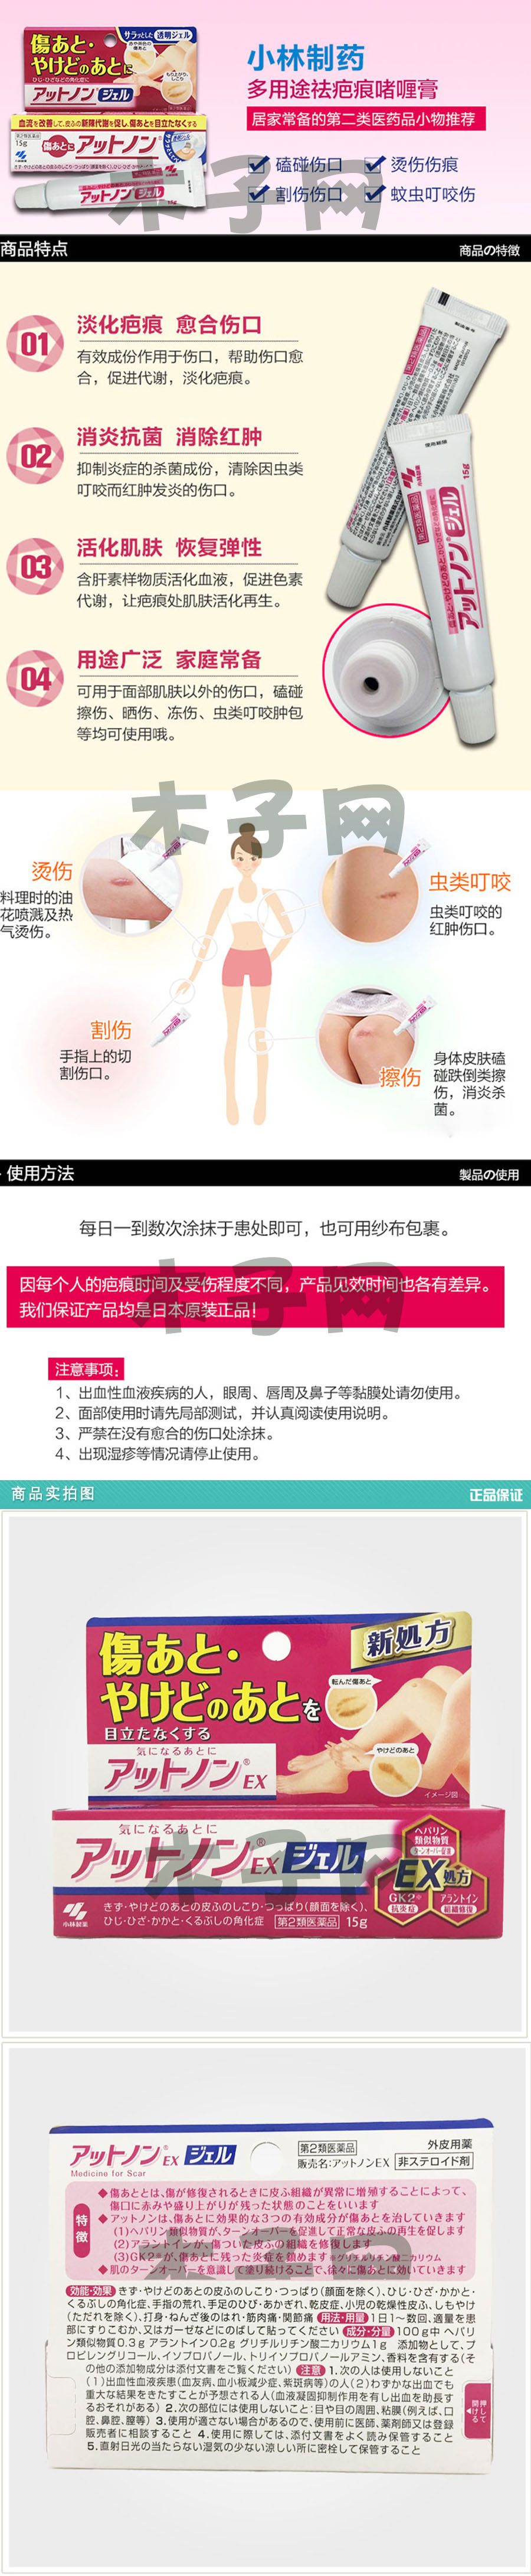 傷あと・
やけどのあとに
サラッとした 透明ジェル
ひじ・ひざなどの角化症に
アットノン ジェル
血流を改善して、皮ふの新陳代謝を促し、傷あとを目立たなくする
15g
傷あとに アットノン
アットノン ジェル
小林制药
多用途祛疤痕啫喱膏
居家常备的第二类医药品小物推荐
磕碰伤口
烫伤伤痕
割伤伤口
蚊虫叮咬伤
木子网
商品特点
商品の特徴
01
淡化疤痕 愈合伤口
有效成份作用于伤口，帮助伤口愈
合，促进代谢，淡化疤痕。
02
消炎抗菌 消除红肿
抑制炎症的杀菌成份，清除因虫类
叮咬而红肿发炎的伤口。
03
活化肌肤 恢复弹性
含肝素样物质活化血液，促进色素
代谢，让疤痕处肌肤活化再生。
04
用途广泛 家庭常备
可用于面部肌肤以外的伤口，磕碰
擦伤、晒伤、冻伤、虫类叮咬肿包
等均可使用哦。
アットノン ジェル
15g
木子网
烫伤
料理时的油
花喷溅及热
气烫伤。
虫类叮咬
虫类叮咬的
红肿伤口。
割伤
手指上的切
割伤口。
擦伤
身体皮肤磕
碰跌倒类擦
伤，消炎杀
菌。
使用方法
製品の使用
每日一到数次涂抹于患处即可，也可用纱布包裹。
因每个人的疤痕时间及受伤程度不同，产品见效时间也各有差异。
我们保证产品均是日本原装正品！
木子网
注意事项：
1、出血性血液疾病的人，眼周、唇周及鼻子等黏膜处请勿使用。
2、面部使用时请先局部测试，并认真阅读使用说明。
3、严禁在没有愈合的伤口处涂抹。
4、出现湿疹等情况请停止使用。
商品实拍图
正品保证
新処方
傷あと・
やけどのあとを
目立たなくする
転んだ傷あと
やけどのあと
気になるあとに
アットノン® EX
イメージ図
気になるあとに
アットノン® EX ジェル
ヘパリン
類似物質
EX処方
GK2※
抗炎症
アラントイン
組織修復
小林製薬
きず・やけどのあとの皮ふのしこり・つっぱり(顔面を除く)、
ひじ・ひざ・かかと・くるぶしの角化症 第2類医薬品 15g
木子网
アットノン® EX ジェル
Medicine for Scar
第2類医薬品
外皮用薬
販売名:アットノンEX 非ステロイド剤
特徴
◆傷あととは、傷が修復されるときに皮ふ組織が異常に増殖することによって、
傷口に赤みや盛り上がりが残った状態のことをいいます
◆アットノンは、傷あとに効果的な3つの有効成分が傷あとを治していきます
(1)ヘパリン類似物質が、ターンオーバーを促進して正常な皮ふの再生を促します
(2)アラントインが、傷ついた皮ふの組織を修復します
(3)GK2※が、傷あとに残った炎症を鎮めます ※グリチルリチン酸二カリウム
◆肌のターンオーバーを意識して塗り続けることで、徐々に傷あとに効いていきます
効能・効果 きず・やけどのあとの皮ふのしこり・つっぱり(顔面を除く)、ひじ・ひざ・かかと・
くるぶしの角化症、手指の荒れ、手足のひび・あかぎれ、乾皮症、小児の乾燥性皮ふ、しもやけ
(ただれを除く)、打身・ねんざ後のはれ・筋肉痛・関節痛 用法・用量 1日1〜数回、適量を患
部にすりこむか、又はガーゼなどにのばして貼ってください 成分・分量 100g中 ヘパリ
ン類似物質0.3g アラントイン0.2g グリチルリチン酸二カリウム1g 添加物として、プ
ロピレングリコール、イソプロパノール、トリイソプロパノールアミン、香料を含有する(そ
の他の添加物成分は添付文書をご覧ください) 注意 1.次の人は使用しないこと
(1)出血性血液疾患(血友病、血小板減少症、紫斑病等)の人(2)わずかな出血でも
重大な結果をきたすことが予想される人(血液凝固抑制作用を有し出血を助長す
るおそれがある) 2.次の部位には使用しないこと:目や目の周囲、粘膜(例えば、口
腔、鼻腔、膣等) 3.使用が適さない場合があるので、使用前に医師、薬剤師又は登録
販売者に相談すること 4.使用に際しては、添付文書をよく読み保管すること
5.直射日光の当たらない湿気の少ない涼しい所に密栓して保管すること
押して
開ける
木子网